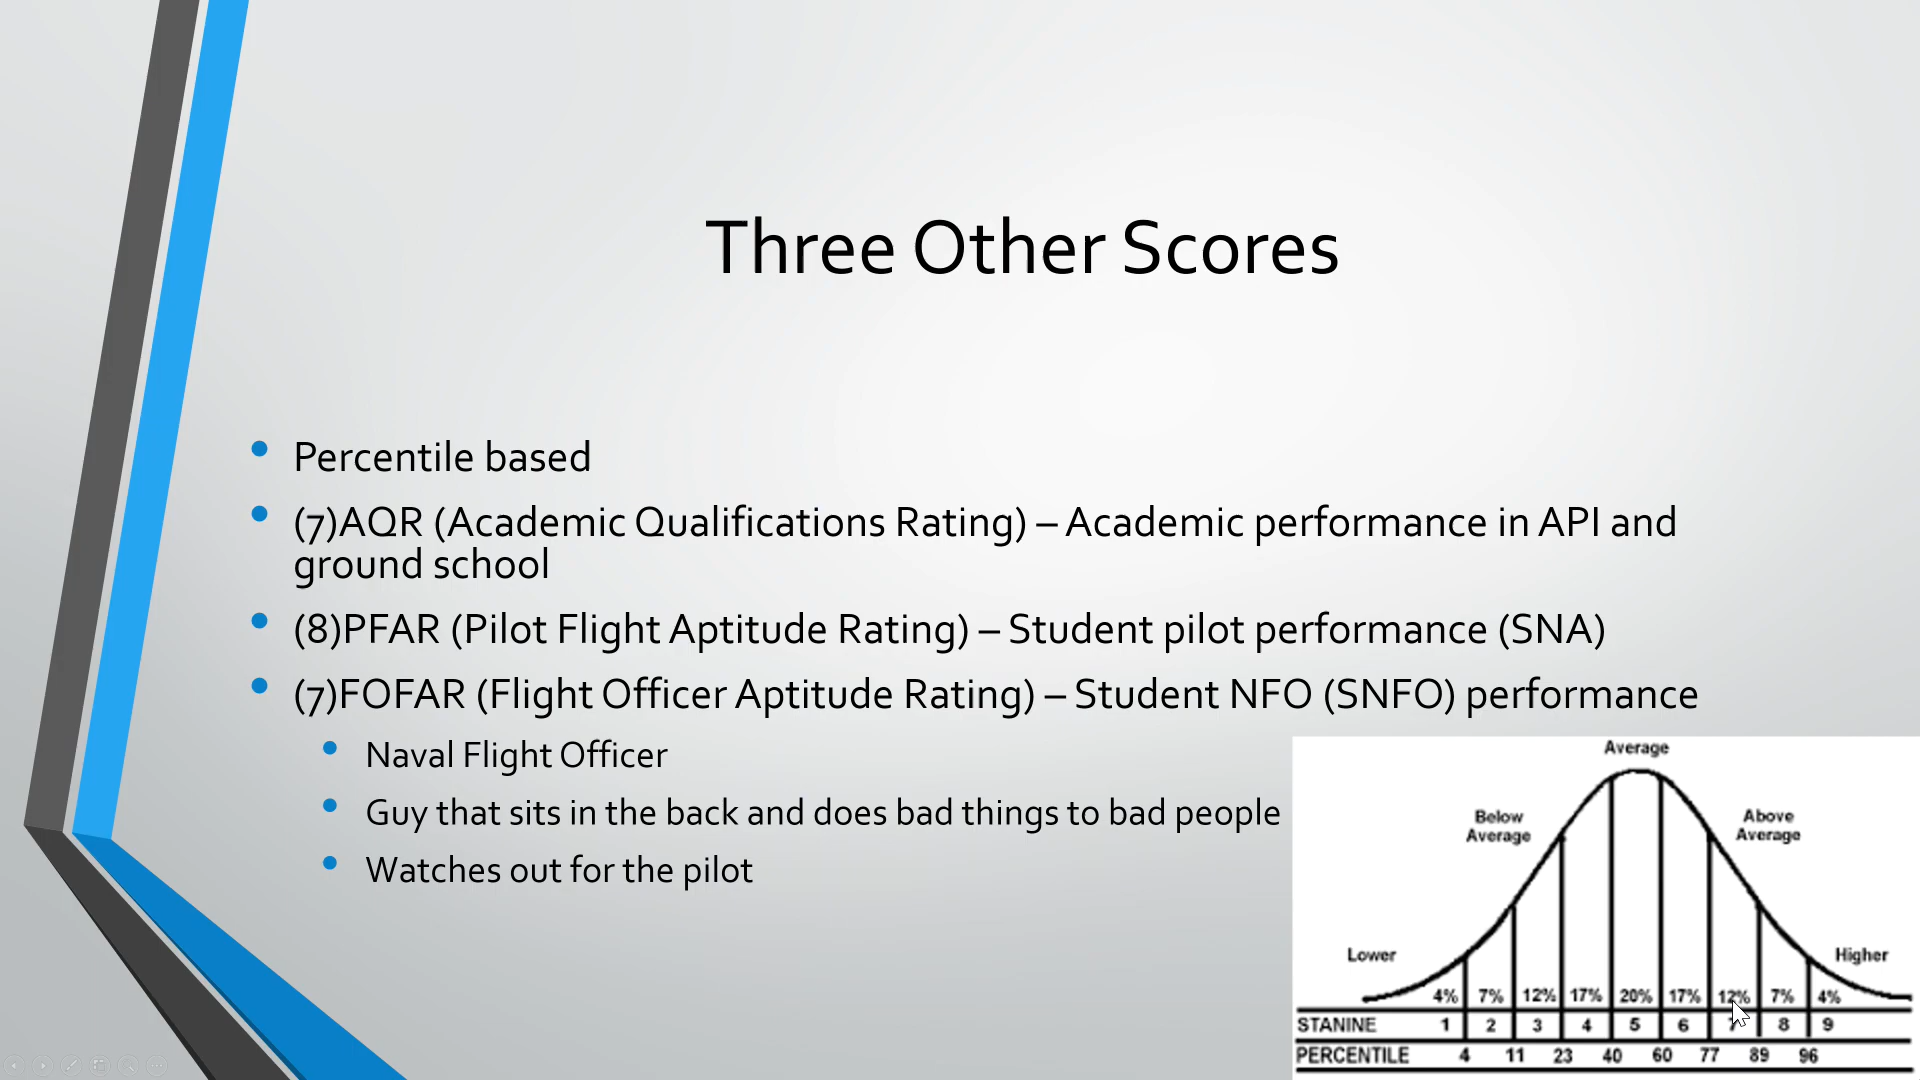 Three Other Scores
Percentile based
(7)AQR (Academic Qualifications Rating) – Academic performance in API and
ground school
(8)PFAR (Pilot Flight Aptitude Rating) – Student pilot performance (SNA)
(7)FOFAR (Flight Officer Aptitude Rating) – Student NFO (SNFO) performance
Naval Flight Officer
Guy that sits in the back and does bad things to bad people
Watches out for the pilot
Average
Below
Average
Above
Average
Lower
Higher
4% 7% 12% 17% 20% 17% 12% 7% 4%
STANINE 1 2 3 4 5 6 7 8 9
PERCENTILE 4 11 23 40 60 77 89 96